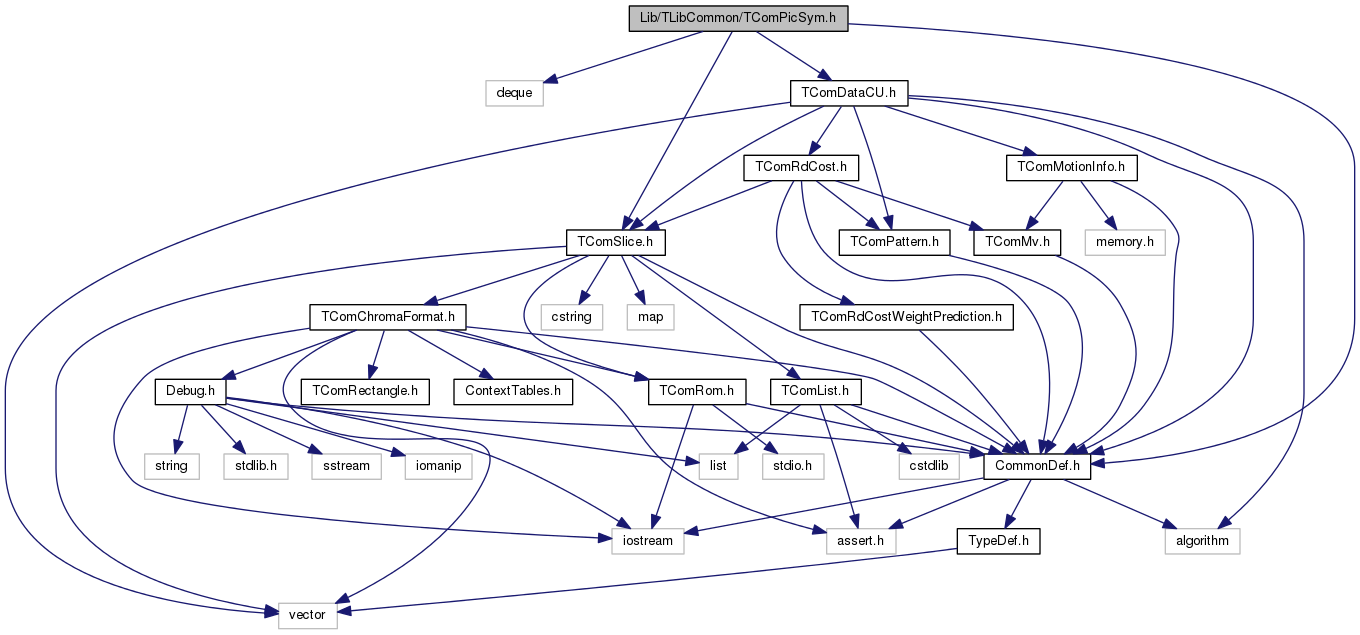 Lib/TLibCommon/TComPicSym.h
deque
TComDataCU.h
TComRdCost.h
TComMotionInfo.h
TComSlice.h
TComPattern.h
TComMv.h
memory.h
TComChromaFormat.h
cstring
map
TComRdCostWeightPrediction.h
Debug.h
TComRectangle.h
ContextTables.h
TComRom.h
TComList.h
string
stdlib.h
sstream
iomanip
list
stdio.h
cstdlib
CommonDef.h
iostream
assert.h
TypeDef.h
algorithm
vector